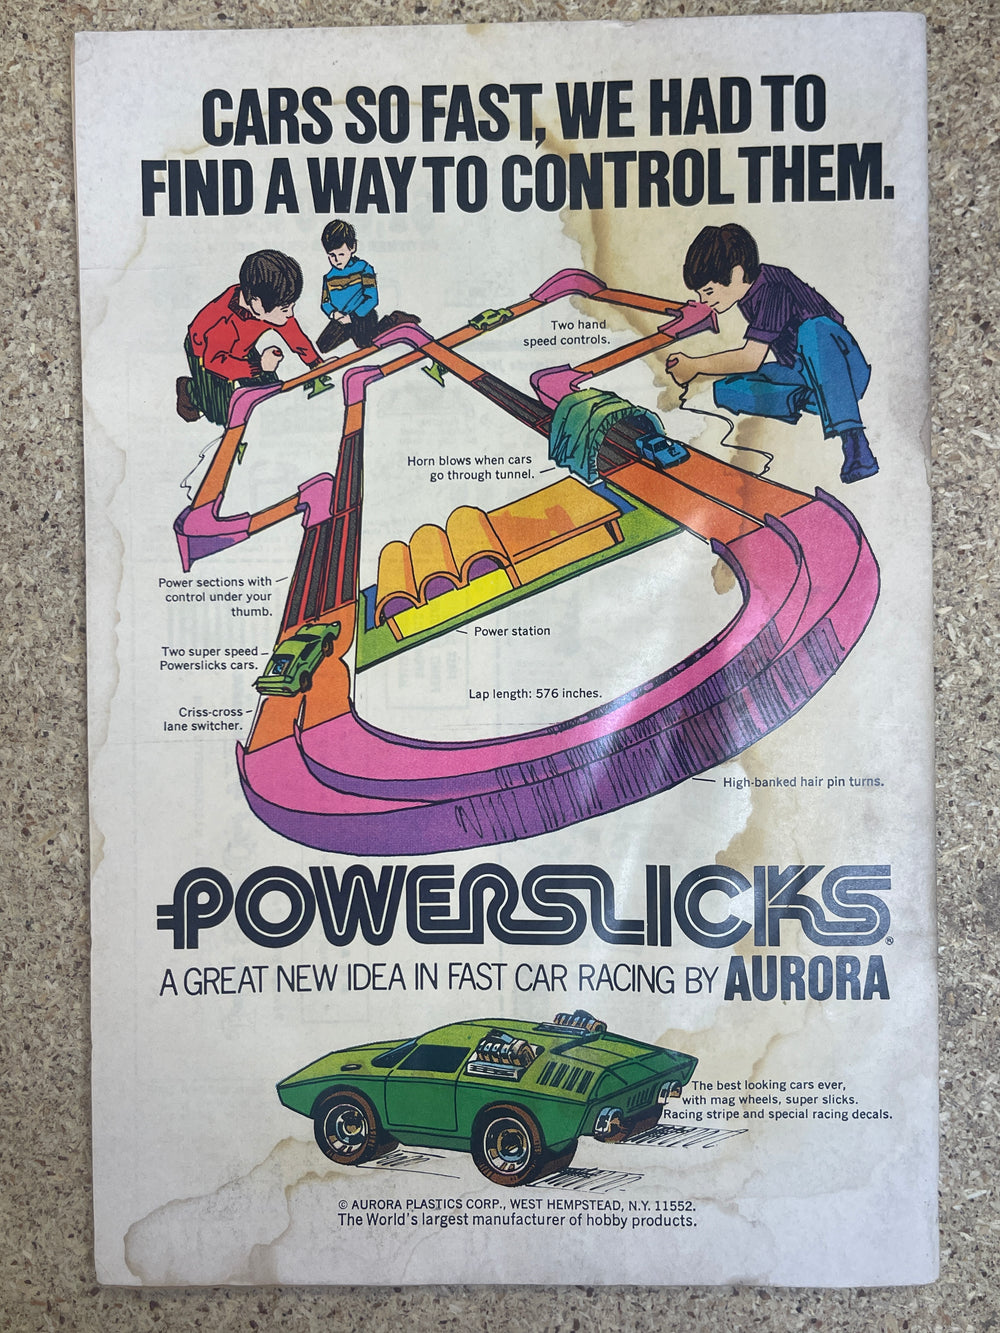 CARS SO FAST, WE HAD TO
FIND A WAY TO CONTROL THEM.
Two hand
speed controls.
Horn blows when cars
go through tunnel.
Power sections with
control under your
thumb.
Power station
Two super speed
Powerslicks cars.
Lap length: 576 inches.
Criss-cross
lane switcher.
High-banked hair pin turns.
POWERSLICKS®
A GREAT NEW IDEA IN FAST CAR RACING BY AURORA
The best looking cars ever,
with mag wheels, super slicks.
Racing stripe and special racing decals.
© AURORA PLASTICS CORP., WEST HEMPSTEAD, N.Y. 11552.
The World's largest manufacturer of hobby products.